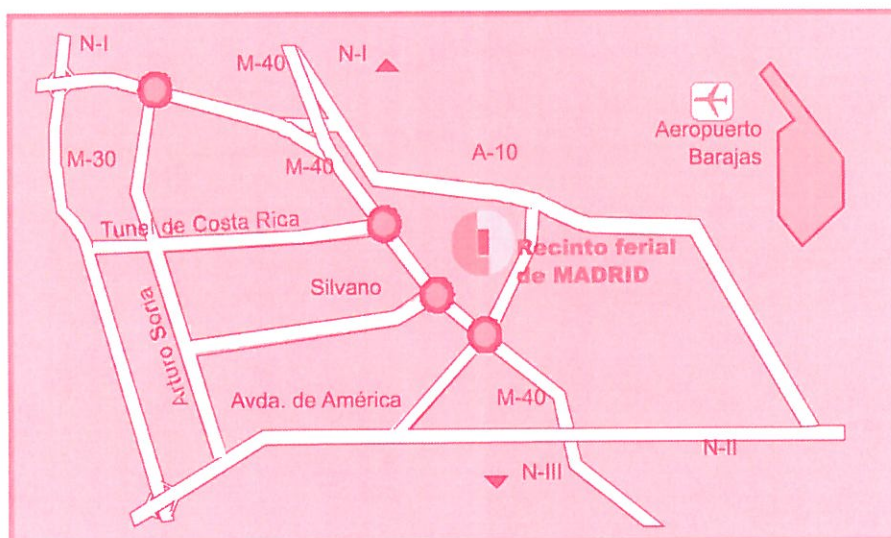 N-I
M-40
N-I
M-30
M-40
A-10
Aeropuerto
Barajas
Tunel de Costa Rica
Recinto ferial
de MADRID
Silvano
Arturo Soria
Avda. de América
M-40
N-II
N-III